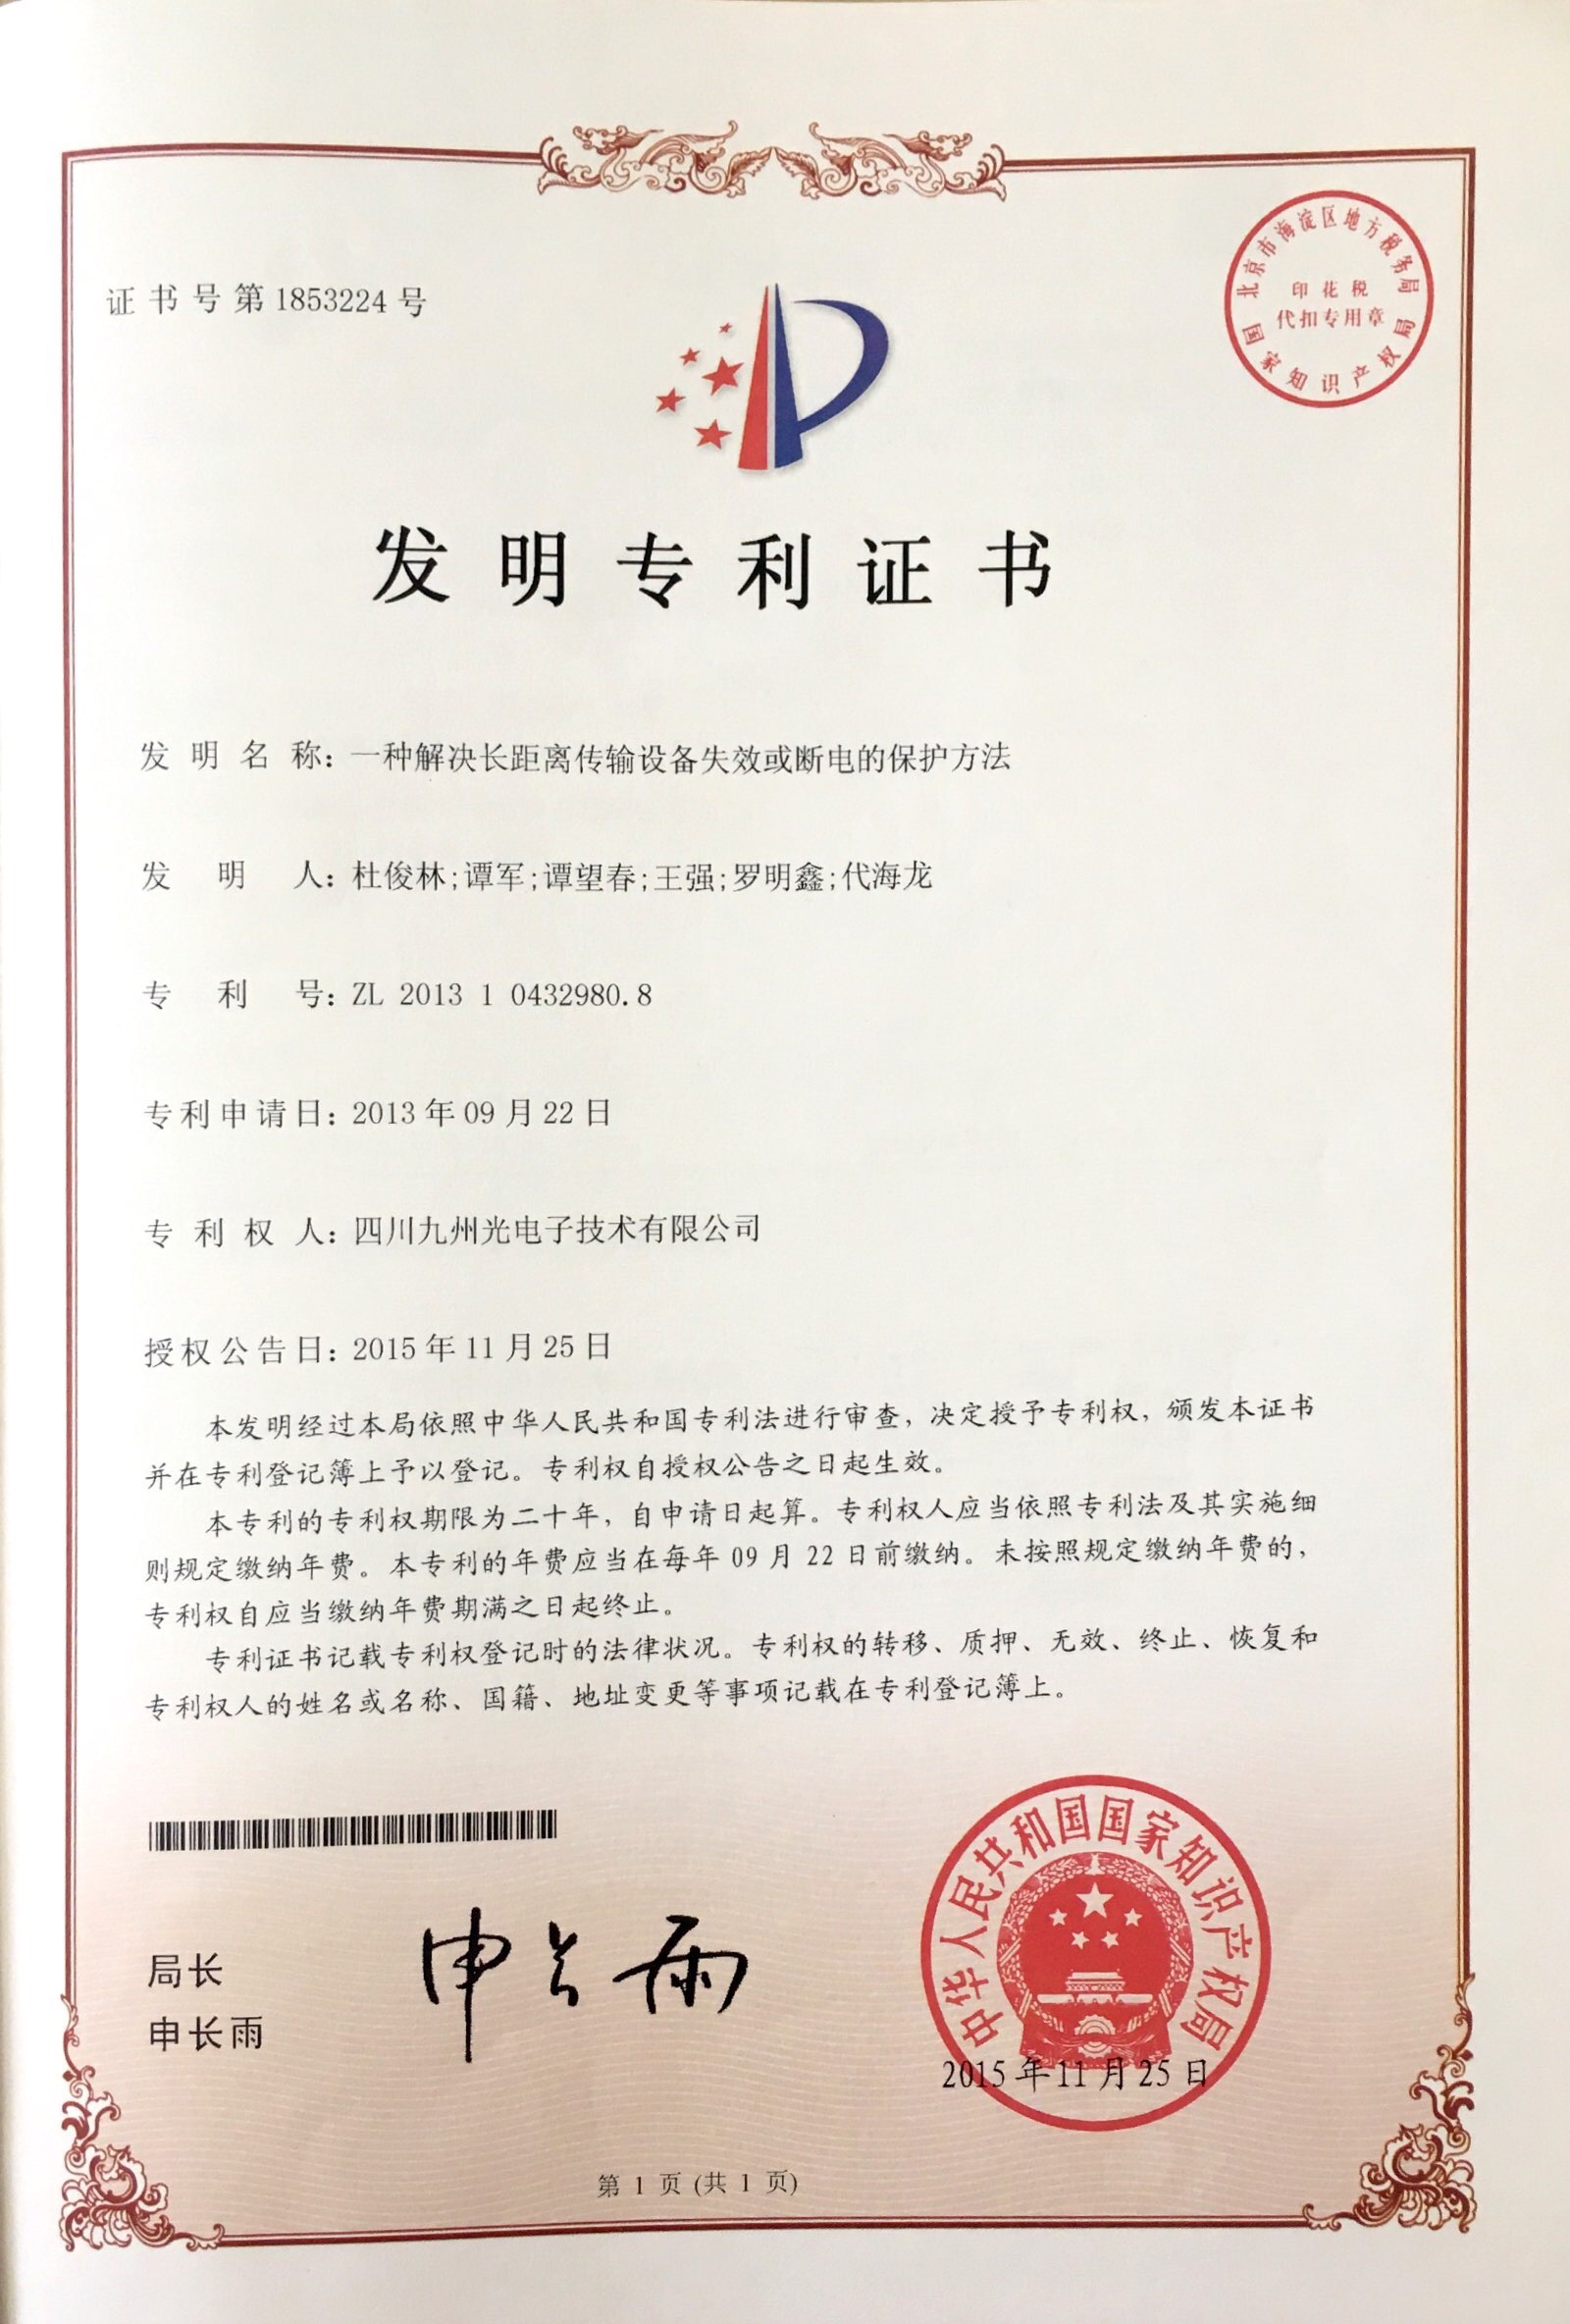 证书号第1853224号
北京市海淀区地方税务局
印花税
代扣专用章
国家知识产权局
发明专利证书
发明名称：一种解决长距离传输设备失效或断电的保护方法
发明人：杜俊林;谭军;谭望春;王强;罗明鑫;代海龙
专利号：ZL 2013 1 0432980.8
专利申请日：2013年09月22日
专利权人：四川九州光电子技术有限公司
授权公告日：2015年11月25日
本发明经过本局依照中华人民共和国专利法进行审查，决定授予专利权，颁发本证书
并在专利登记簿上予以登记。专利权自授权公告之日起生效。
本专利的专利权期限为二十年，自申请日起算。专利权人应当依照专利法及其实施细
则规定缴纳年费。本专利的年费应当在每年09月22日前缴纳。未按照规定缴纳年费的，
专利权自应当缴纳年费期满之日起终止。
专利证书记载专利权登记时的法律状况。专利权的转移、质押、无效、终止、恢复和
专利权人的姓名或名称、国籍、地址变更等事项记载在专利登记簿上。
局长
申长雨
申长雨
中华人民共和国国家知识产权局
2015年11月25日
第 1 页 (共 1 页)